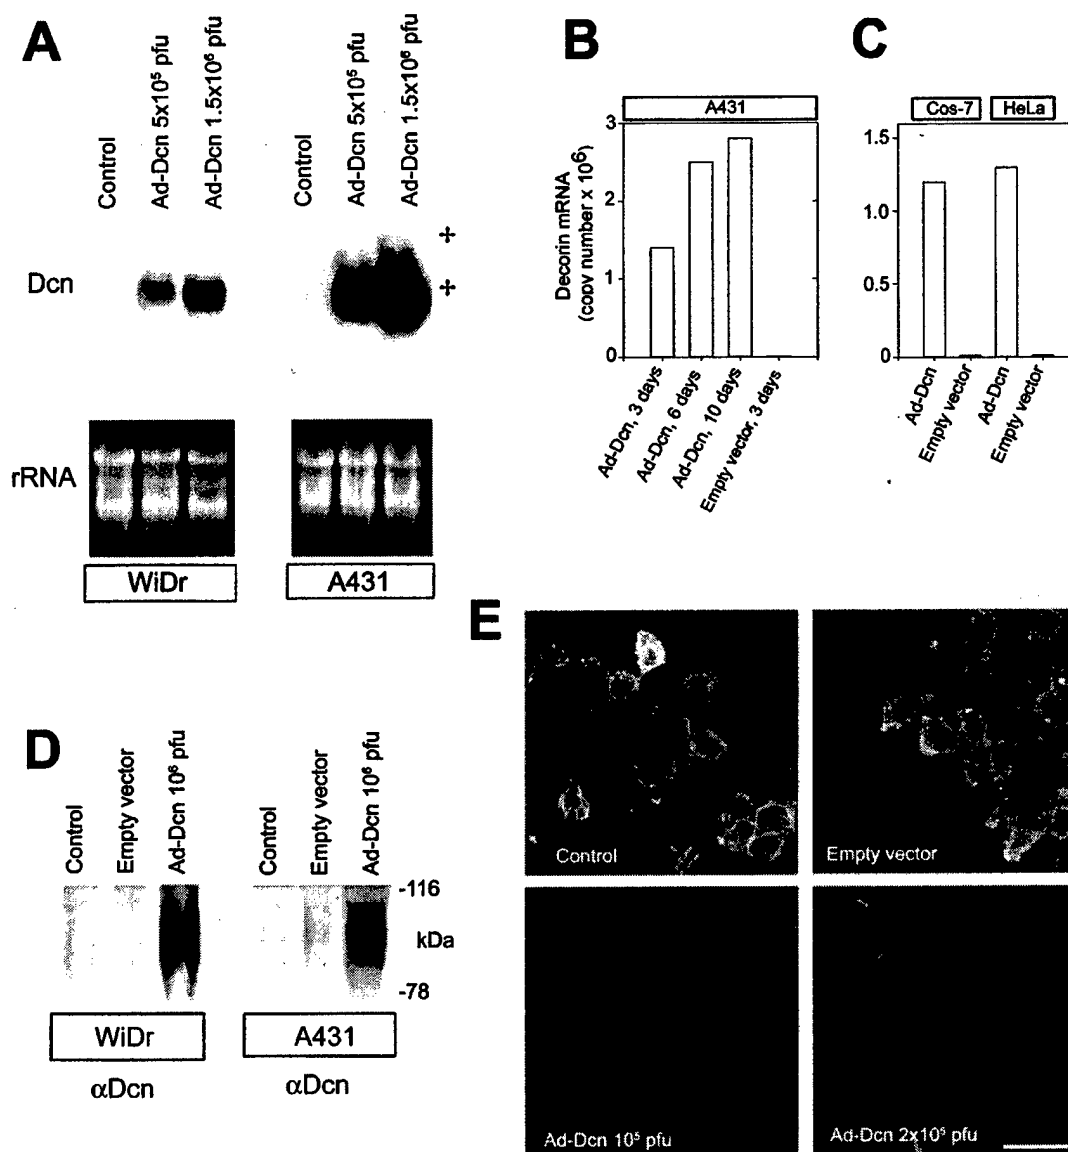 A
Control
Ad-Dcn 5x10⁵ pfu
Ad-Dcn 1.5x10⁶ pfu
Control
Ad-Dcn 5x10⁵ pfu
Ad-Dcn 1.5x10⁶ pfu
Dcn
rRNA
WiDr
A431
B
A431
Decorin mRNA
(copy number x 10⁶)
3
2
1
0
Ad-Dcn, 3 days
Ad-Dcn, 6 days
Ad-Dcn, 10 days
Empty vector, 3 days
C
Cos-7
HeLa
1.5
1.0
0.5
0
Ad-Dcn
Empty vector
Ad-Dcn
Empty vector
D
Control
Empty vector
Ad-Dcn 10⁶ pfu
Control
Empty vector
Ad-Dcn 10⁶ pfu
-116
kDa
-78
WiDr
A431
αDcn
αDcn
E
Control
Empty vector
Ad-Dcn 10⁵ pfu
Ad-Dcn 2x10⁵ pfu